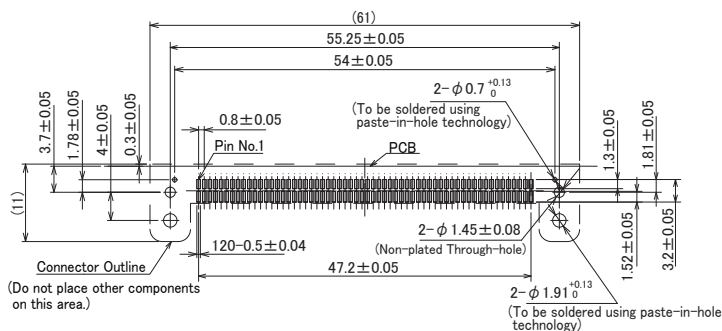 (61)
55.25±0.05
54±0.05
2-φ0.7 +0.13 0
(To be soldered using
paste-in-hole
technology)
3.7±0.05
1.78±0.05
4±0.05
0.3±0.05
0.8±0.05
Pin No.1
PCB
1.3±0.05
1.81±0.05
(11)
120-0.5±0.04
2-φ1.45±0.08
(Non-plated Through-hole)
1.52±0.05
3.2±0.05
Connector Outline
(Do not place other components
on this area.)
47.2±0.05
2-φ1.91 +0.13 0
(To be soldered using paste-in-hole
technology)